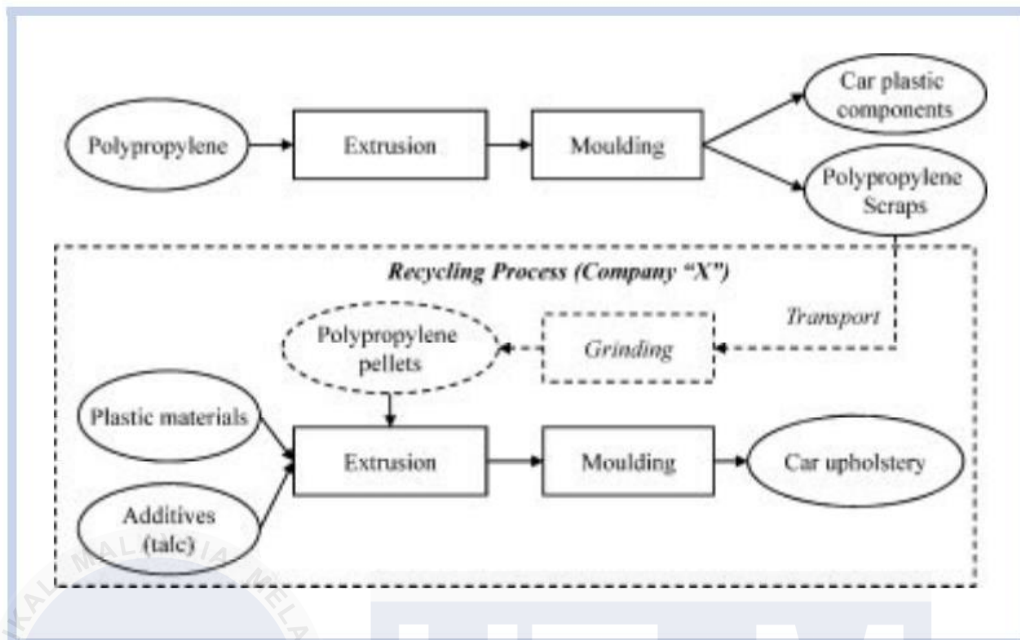 Car plastic
components
Polypropylene
Extrusion
Moulding
Polypropylene
Scraps
Recycling Process (Company “X”)
Transport
Polypropylene
pellets
Grinding
Plastic materials
Extrusion
Moulding
Car upholstery
Additives
(talc)